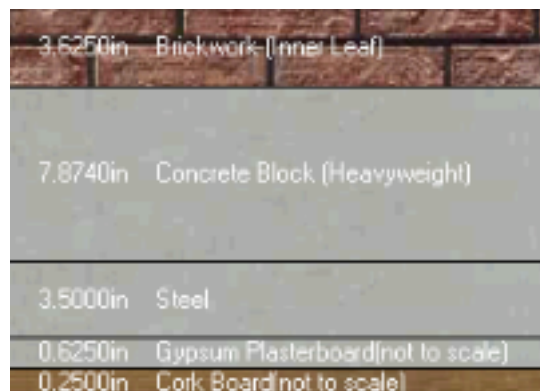 3.6250in Brickwork (Inner Leaf)
7.8740in Concrete Block (Heavyweight)
3.5000in Steel
0.6250in Gypsum Plasterboard(not to scale)
0.2500in Cork Board(not to scale)